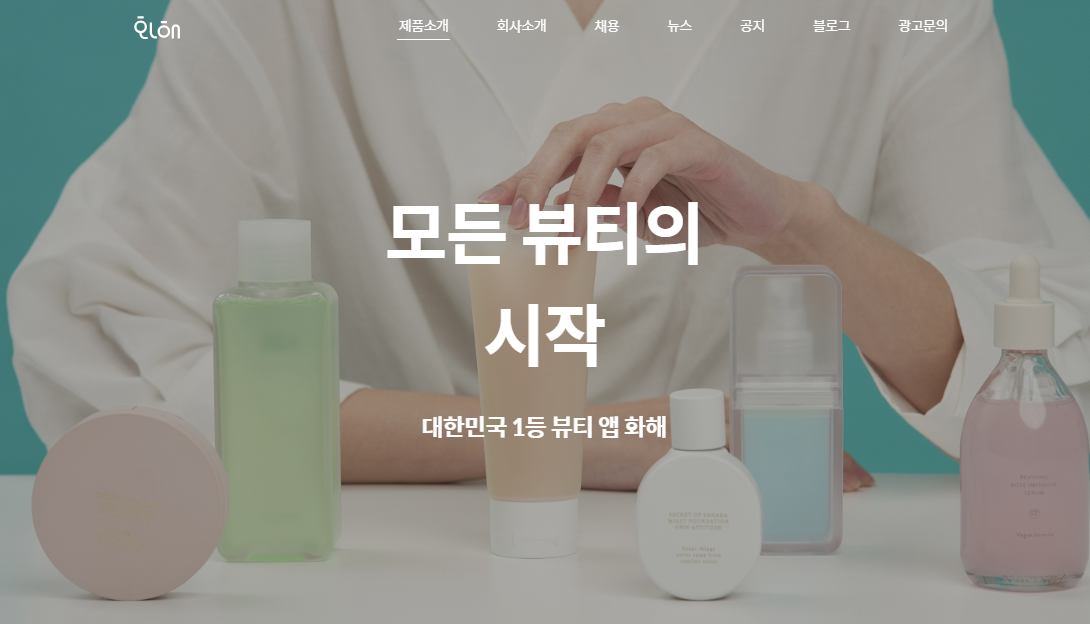 제품소개
회사소개
채용
뉴스
공지
블로그
광고문의
모든 뷰티의
시작
대한민국 1등 뷰티 앱 화해